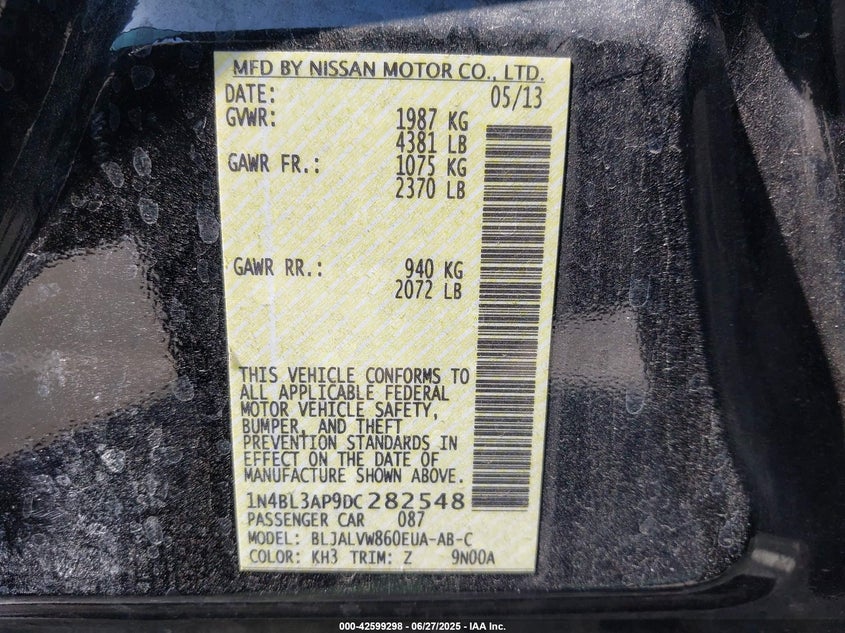 MFD BY NISSAN MOTOR CO., LTD.
DATE: 05/13
GVWR: 1987 KG
4381 LB
GAWR FR.: 1075 KG
2370 LB
GAWR RR.: 940 KG
2072 LB
THIS VEHICLE CONFORMS TO
ALL APPLICABLE FEDERAL
MOTOR VEHICLE SAFETY,
BUMPER, AND THEFT
PREVENTION STANDARDS IN
EFFECT ON THE DATE OF
MANUFACTURE SHOWN ABOVE.
1N4BL3AP9DC282548
PASSENGER CAR 087
MODEL: BLJALVW860EUA-AB-C
COLOR: KH3 TRIM: Z 9N00A
000-42599298 - 06/27/2025 - IAA Inc.